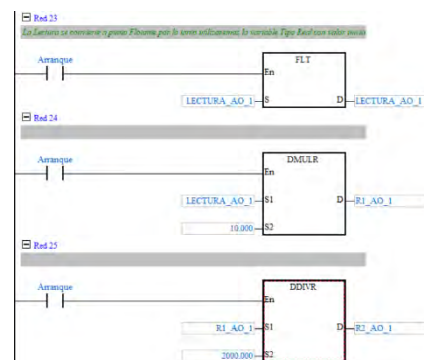 Red 23
La Lectura se convierte a punto Flotante por lo tanto utilizaremos la variable Tipo Real con valor
Arranque
FLT
En
LECTURA_AO_1 S D LECTURA_AO_1
Red 24
Arranque
DMULR
En
LECTURA_AO_1 S1 D R1_AO_1
10.000 S2
Red 25
Arranque
DDIVR
En
R1_AO_1 S1 D R2_AO_1
2000.000 S2